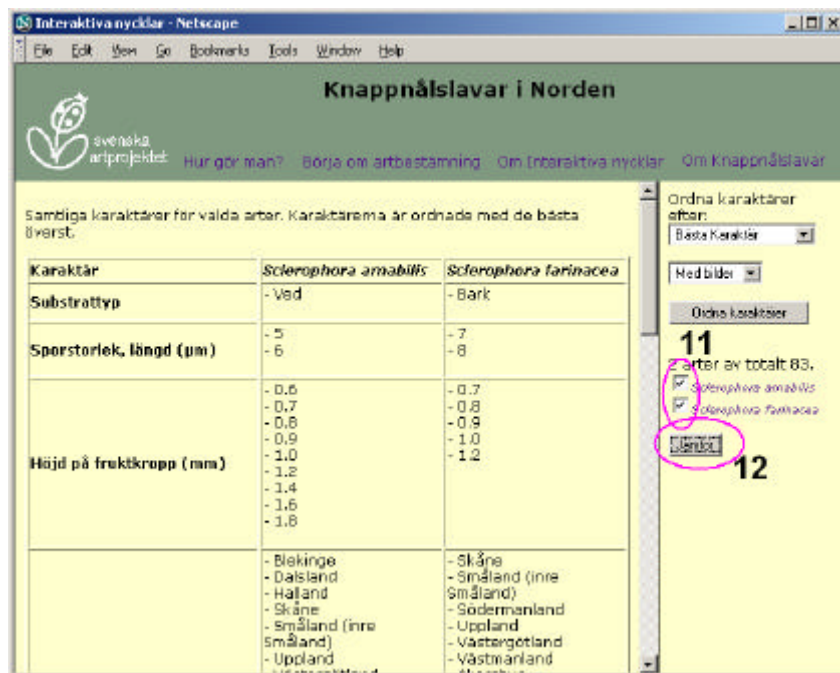 Interaktiva nycklar - Netscape
File Edit View Go Bookmarks Tools Window Help
Knappnålslavar i Norden
svenska
artprojektet
Hur gör man? Börja om artbestämning Om Interaktiva nycklar Om Knappnålslavar
Samtliga karaktärer för valda arter. Karaktärerna är ordnade med de bästa
överst.
Karaktär Sclerophora amabilis Sclerophora farinacea
Substrattyp - Ved - Bark
Sporstorlek, längd (µm)
- 5 - 7
- 6 - 8
Höjd på fruktkropp (mm)
- 0.6 - 0.7
- 0.7 - 0.8
- 0.8 - 0.9
- 0.9 - 1.0
- 1.0 - 1.2
- 1.2
- 1.4
- 1.6
- 1.8
- Blekinge
- Dalsland
- Halland
- Skåne
- Småland (inre
Småland)
- Uppland
- Västergötland
- Skåne
- Småland (inre
Småland)
- Södermanland
- Uppland
- Västergötland
- Västmanland
- Akershus
Ordna karaktärer
efter:
Bästa Karaktär
Med bilder
Ordna karaktärer
11
2 arter av totalt 83.
Sclerophora amabilis
Sclerophora farinacea
Jämför
12